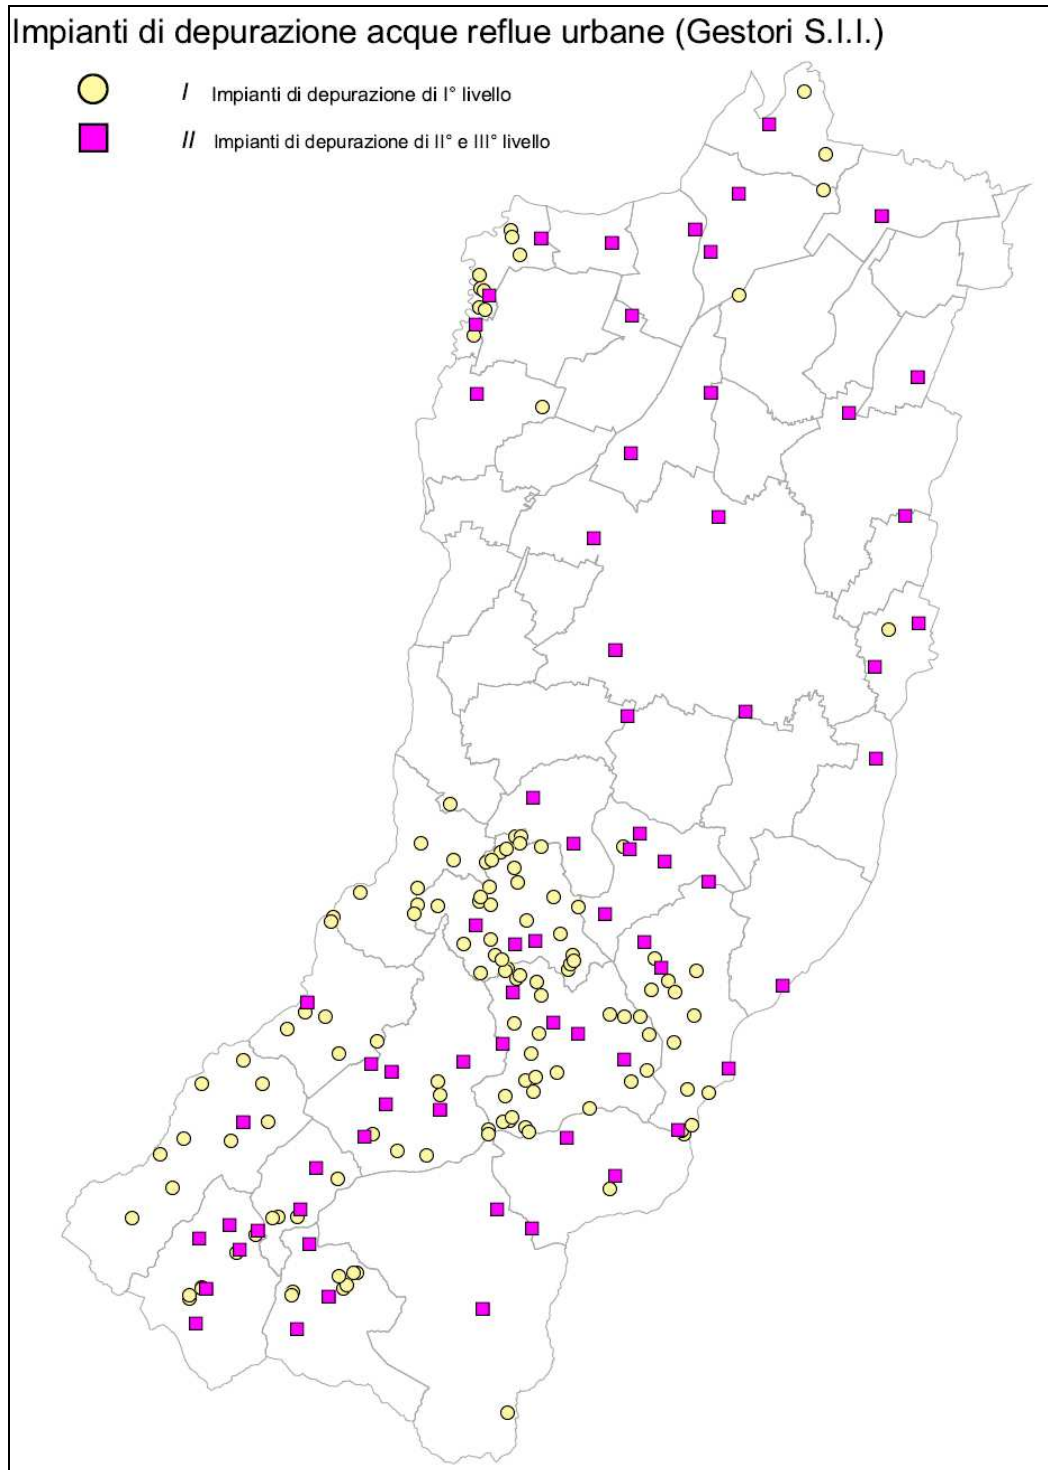 Impianti di depurazione acque reflue urbane (Gestori S.I.I.)
I Impianti di depurazione di I° livello
II Impianti di depurazione di II° e III° livello